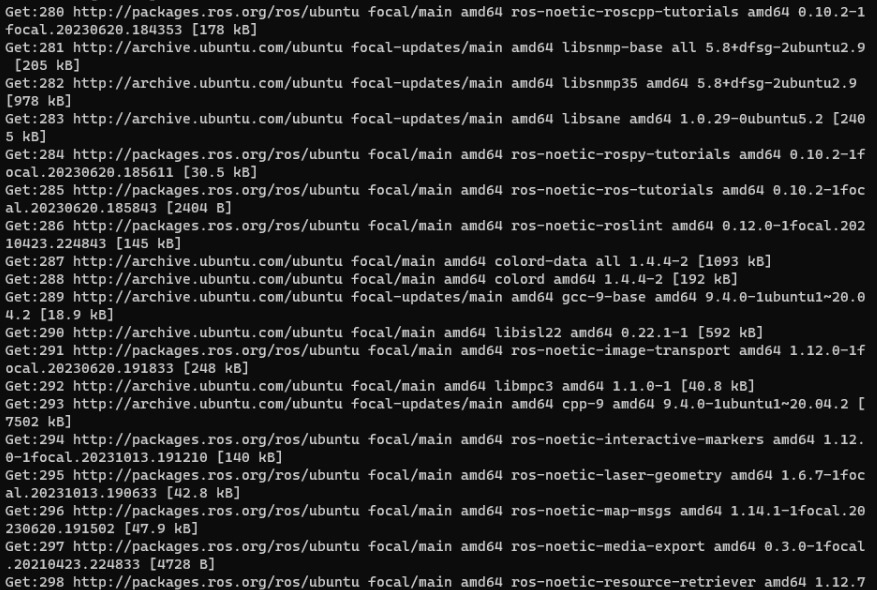 Get:280 http://packages.ros.org/ros/ubuntu focal/main amd64 ros-noetic-roscpp-tutorials amd64 0.10.2-1
focal.20230620.184353 [178 kB]
Get:281 http://archive.ubuntu.com/ubuntu focal-updates/main amd64 libsnmp-base all 5.8+dfsg-2ubuntu2.9
 [205 kB]
Get:282 http://archive.ubuntu.com/ubuntu focal-updates/main amd64 libsnmp35 amd64 5.8+dfsg-2ubuntu2.9
[978 kB]
Get:283 http://archive.ubuntu.com/ubuntu focal-updates/main amd64 libsane amd64 1.0.29-0ubuntu5.2 [240
5 kB]
Get:284 http://packages.ros.org/ros/ubuntu focal/main amd64 ros-noetic-rospy-tutorials amd64 0.10.2-1f
ocal.20230620.185611 [30.5 kB]
Get:285 http://packages.ros.org/ros/ubuntu focal/main amd64 ros-noetic-ros-tutorials amd64 0.10.2-1foc
al.20230620.185843 [2404 B]
Get:286 http://packages.ros.org/ros/ubuntu focal/main amd64 ros-noetic-roslint amd64 0.12.0-1focal.202
10423.224843 [145 kB]
Get:287 http://archive.ubuntu.com/ubuntu focal/main amd64 colord-data all 1.4.4-2 [1093 kB]
Get:288 http://archive.ubuntu.com/ubuntu focal/main amd64 colord amd64 1.4.4-2 [192 kB]
Get:289 http://archive.ubuntu.com/ubuntu focal-updates/main amd64 gcc-9-base amd64 9.4.0-1ubuntu1~20.0
4.2 [18.9 kB]
Get:290 http://archive.ubuntu.com/ubuntu focal/main amd64 libisl22 amd64 0.22.1-1 [592 kB]
Get:291 http://packages.ros.org/ros/ubuntu focal/main amd64 ros-noetic-image-transport amd64 1.12.0-1f
ocal.20230620.191833 [248 kB]
Get:292 http://archive.ubuntu.com/ubuntu focal/main amd64 libmpc3 amd64 1.1.0-1 [40.8 kB]
Get:293 http://archive.ubuntu.com/ubuntu focal-updates/main amd64 cpp-9 amd64 9.4.0-1ubuntu1~20.04.2 [
7502 kB]
Get:294 http://packages.ros.org/ros/ubuntu focal/main amd64 ros-noetic-interactive-markers amd64 1.12.
0-1focal.20231013.191210 [140 kB]
Get:295 http://packages.ros.org/ros/ubuntu focal/main amd64 ros-noetic-laser-geometry amd64 1.6.7-1foc
al.20231013.190633 [42.8 kB]
Get:296 http://packages.ros.org/ros/ubuntu focal/main amd64 ros-noetic-map-msgs amd64 1.14.1-1focal.20
230620.191502 [47.9 kB]
Get:297 http://packages.ros.org/ros/ubuntu focal/main amd64 ros-noetic-media-export amd64 0.3.0-1focal
.20210423.224833 [4728 B]
Get:298 http://packages.ros.org/ros/ubuntu focal/main amd64 ros-noetic-resource-retriever amd64 1.12.7